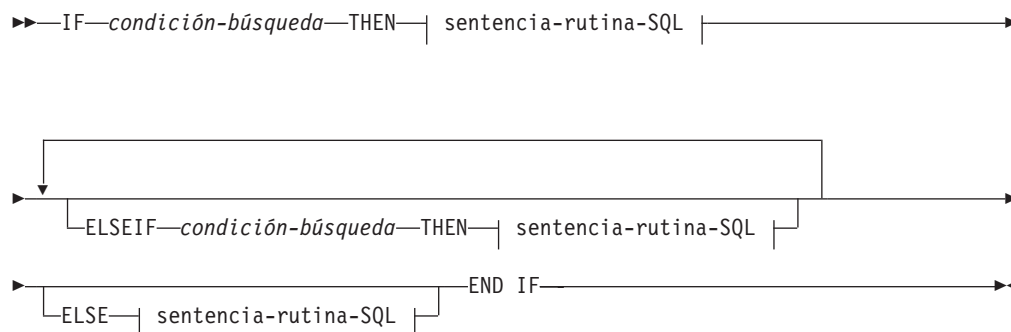 IF condición-búsqueda THEN sentencia-rutina-SQL
ELSEIF condición-búsqueda THEN sentencia-rutina-SQL
END IF
ELSE sentencia-rutina-SQL